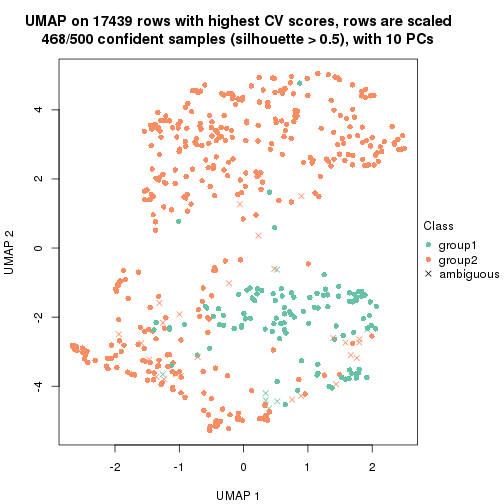 UMAP on 17439 rows with highest CV scores, rows are scaled
468/500 confident samples (silhouette > 0.5), with 10 PCs
4
2
0
-2
-4
UMAP 2
-2
-1
0
1
2
UMAP 1
Class
group1
group2
ambiguous